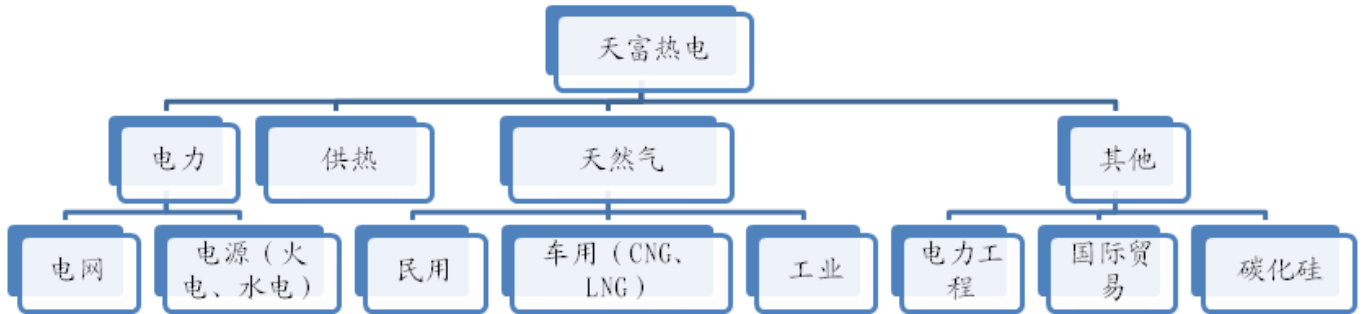 天富热电
电力
供热
天然气
其他
电网
电源（火
电、水电）
民用
车用（CNG、
LNG）
工业
电力工
程
国际贸
易
碳化硅